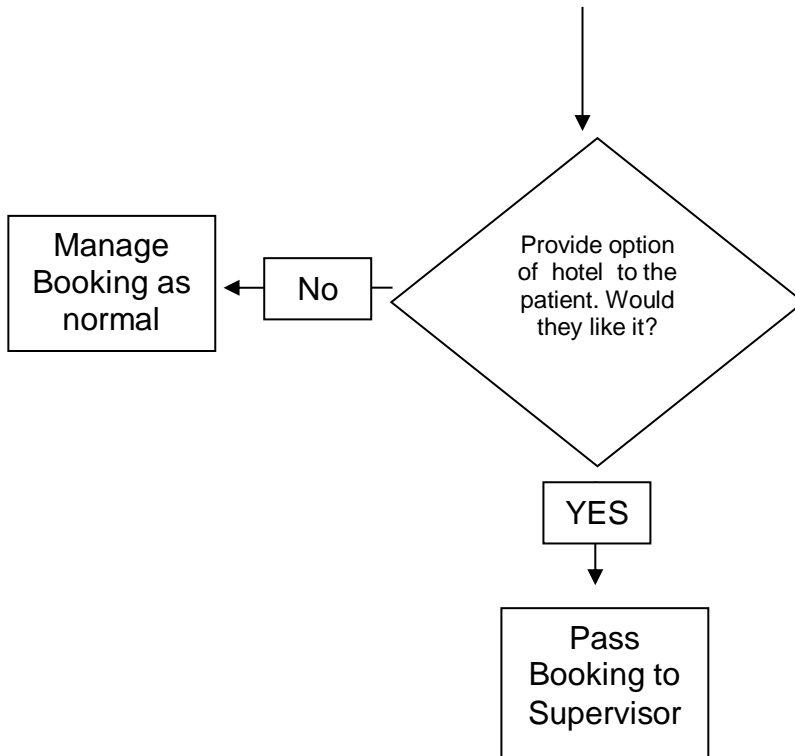 Provide option
of hotel to the
patient. Would
they like it?
Manage
Booking as
normal
No
YES
Pass
Booking to
Supervisor